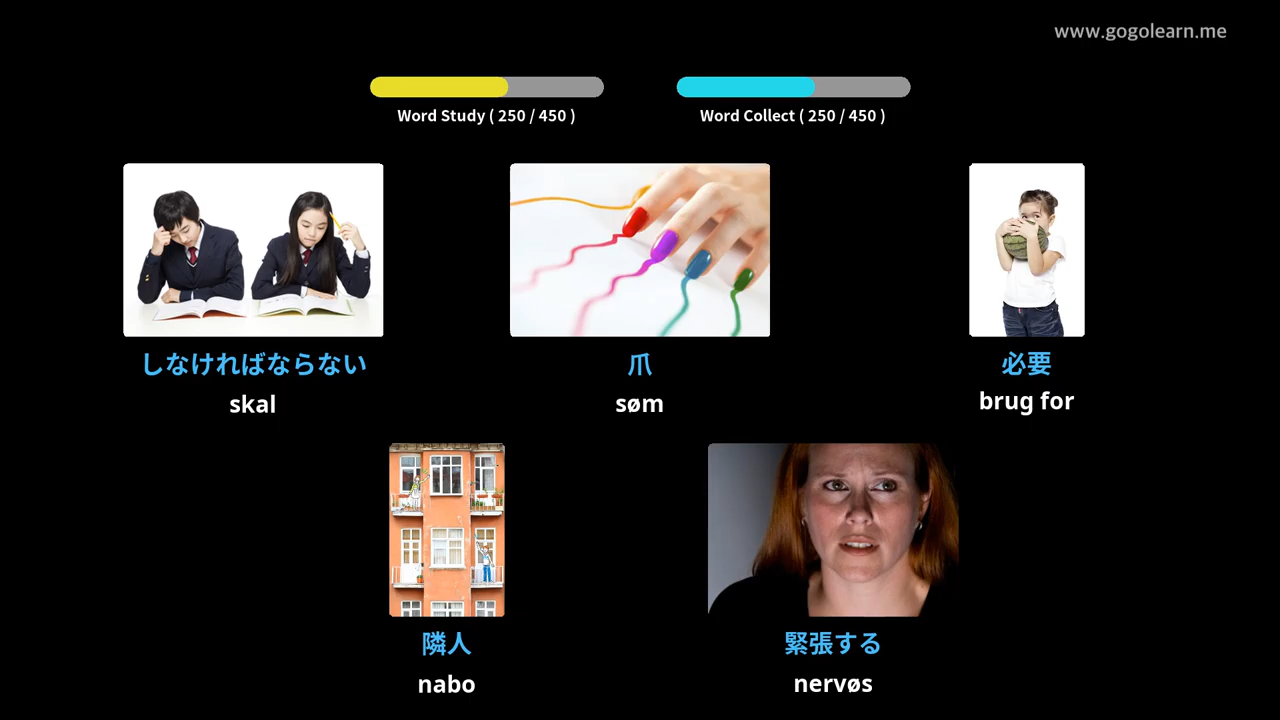 www.gogolearn.me
Word Study ( 250 / 450 )
Word Collect ( 250 / 450 )
しなければならない
skal
爪
søm
必要
brug for
隣人
nabo
緊張する
nervøs